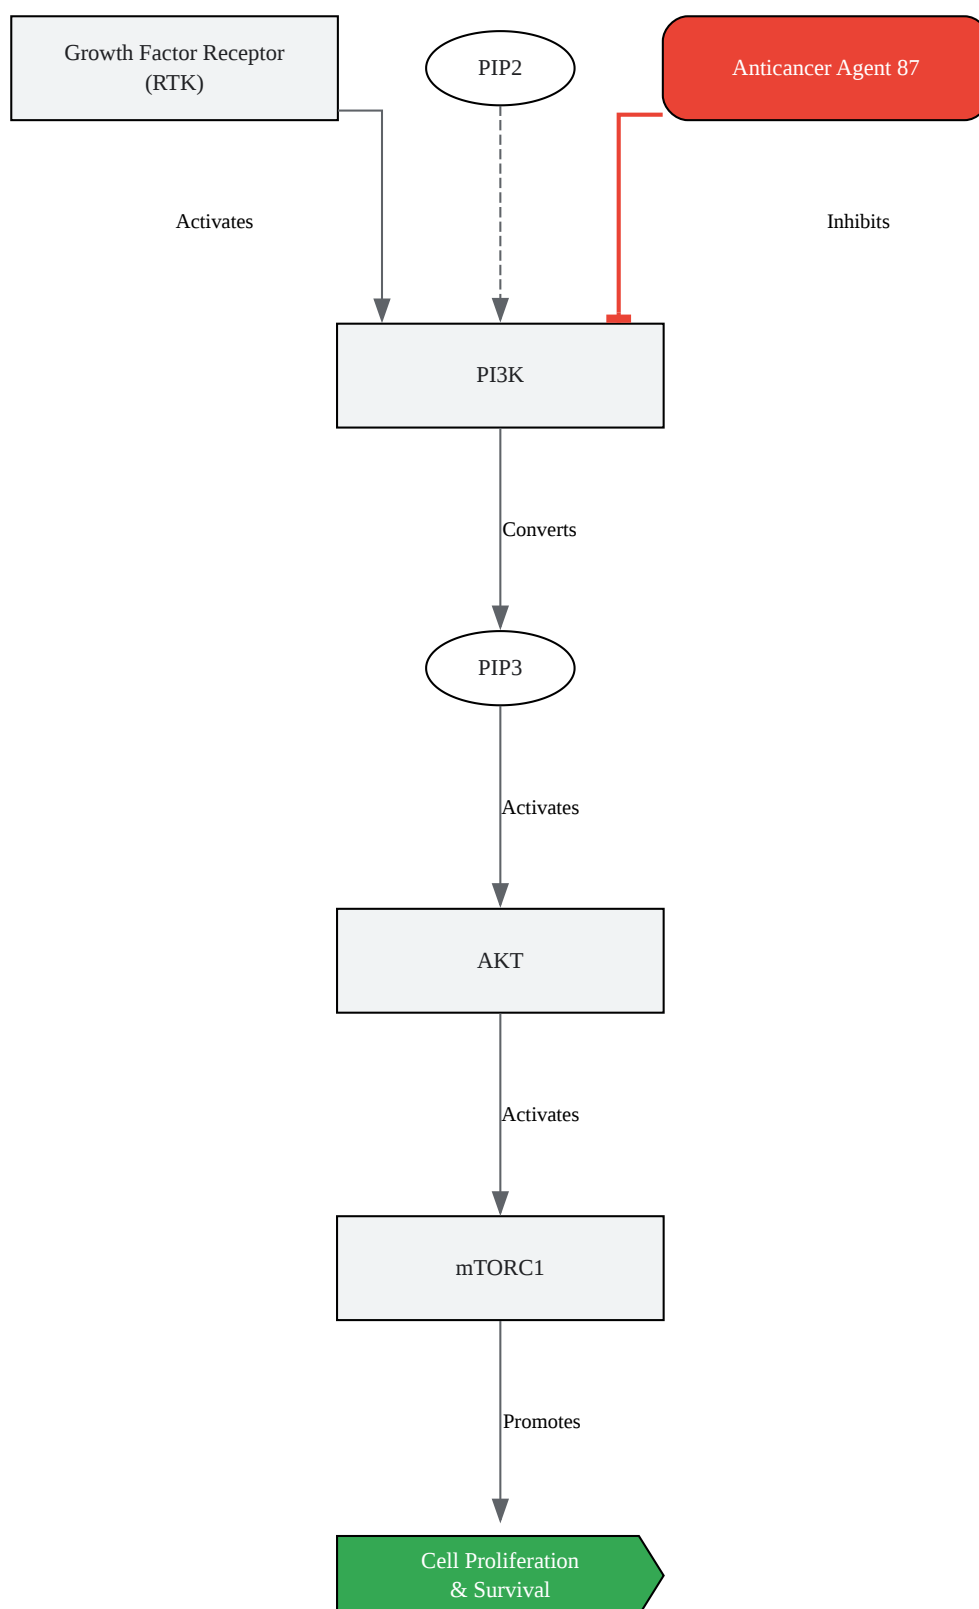 Growth Factor Receptor
(RTK)
PIP2
Anticancer Agent 87
Activates
Inhibits
PI3K
Converts
PIP3
Activates
AKT
Activates
mTORC1
Promotes
Cell Proliferation
& Survival